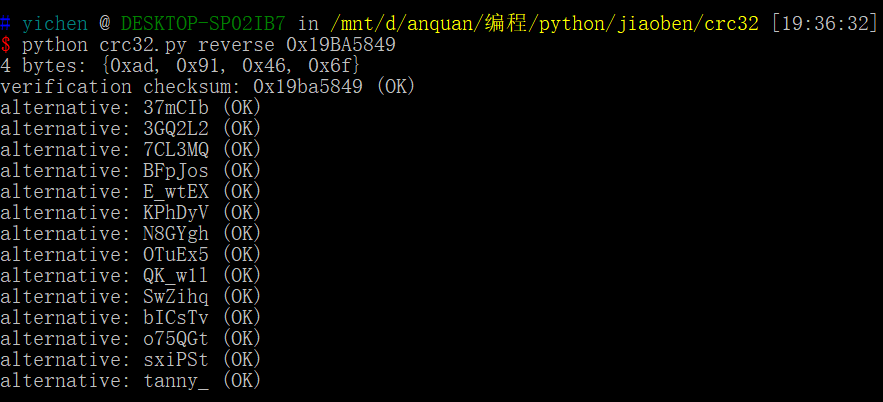 # yichen @ DESKTOP-SPO2IB7 in /mnt/d/anquan/编程/python/jiaoben/crc32 [19:36:32]
$ python crc32.py reverse 0x19BA5849
4 bytes: {0xad, 0x91, 0x46, 0x6f}
verification checksum: 0x19ba5849 (OK)
alternative: 37mCIb (OK)
alternative: 3GQ2L2 (OK)
alternative: 7CL3MQ (OK)
alternative: BFpJos (OK)
alternative: E_wtEX (OK)
alternative: KPhDyV (OK)
alternative: N8GYgh (OK)
alternative: OTuEx5 (OK)
alternative: QK_w1l (OK)
alternative: SwZihq (OK)
alternative: bICsTv (OK)
alternative: o75QGt (OK)
alternative: sxiPSt (OK)
alternative: tanny_ (OK)